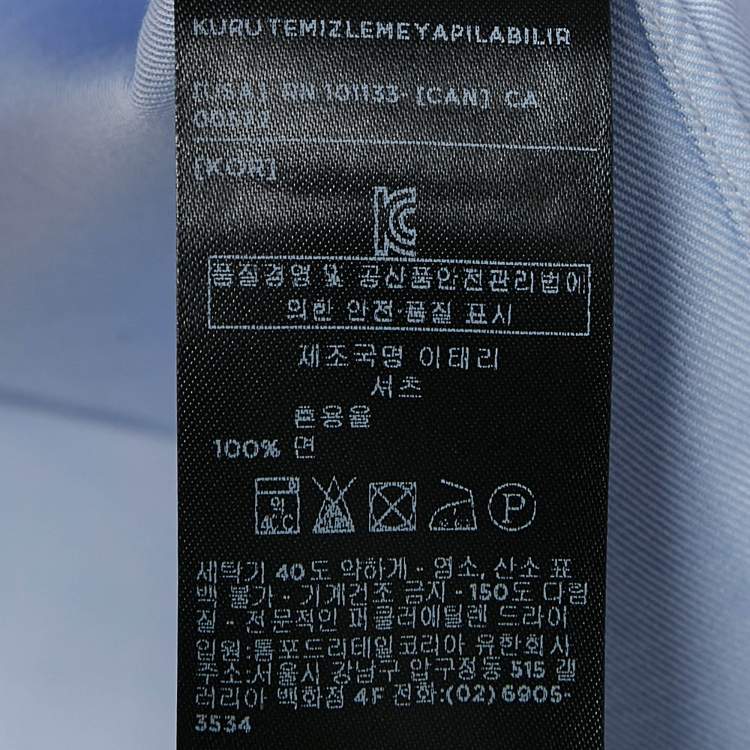 KURU TEMIZLEME YAPILABILIR
[USA] RN 101133- [CAN] CA
00522
[KOR]
품질경영 및 공산품안전관리법에
의한 안전·품질 표시
제조국명 이태리
셔츠
혼용율
100% 면
약
40C
P
세탁기 40도 약하게 - 염소, 산소 표
백 불가 - 기계건조 금지 - 150도 다림
질 - 전문적인 퍼클러에틸렌 드라이
입원:톰포드리테일코리아 유한회사
주소:서울시 강남구 압구정동 515 갤
러리아 백화점 4F 전화:(02) 6905-
3534